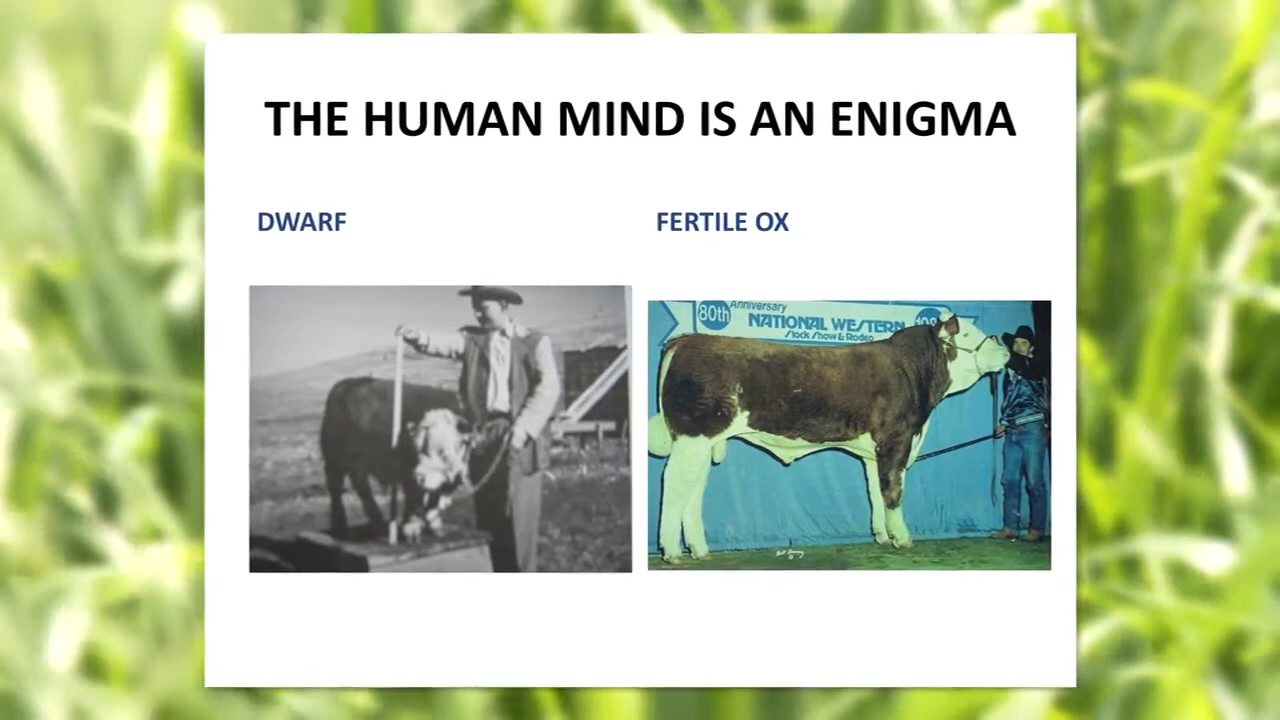 THE HUMAN MIND IS AN ENIGMA
DWARF
FERTILE OX
80th
Anniversary
NATIONAL WESTERN
Stock Show & Rodeo